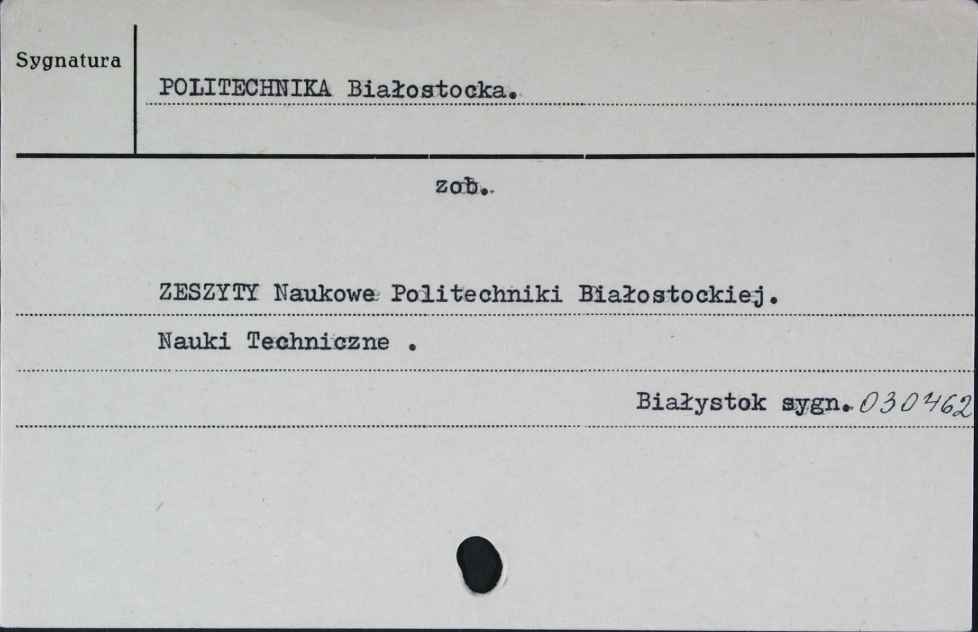 Sygnatura
POLITECHNIKA Białostocka.
zob.
ZESZYTY Naukowe Politechniki Białostockiej.
Nauki Techniczne .
Białystok sygn. 030462